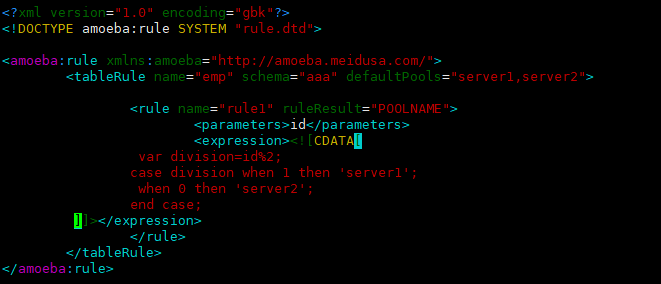 <?xml version="1.0" encoding="gbk"?>
<!DOCTYPE amoeba:rule SYSTEM "rule.dtd">
<amoeba:rule xmlns:amoeba="http://amoeba.meidusa.com/">
<tableRule name="emp" schema="aaa" defaultPools="server1,server2">
<rule name="rule1" ruleResult="POOLNAME">
<parameters>id</parameters>
<expression><![CDATA[
var division=id%2;
case division when 1 then 'server1';
when 0 then 'server2';
end case;
]]></expression>
</rule>
</tableRule>
</amoeba:rule>